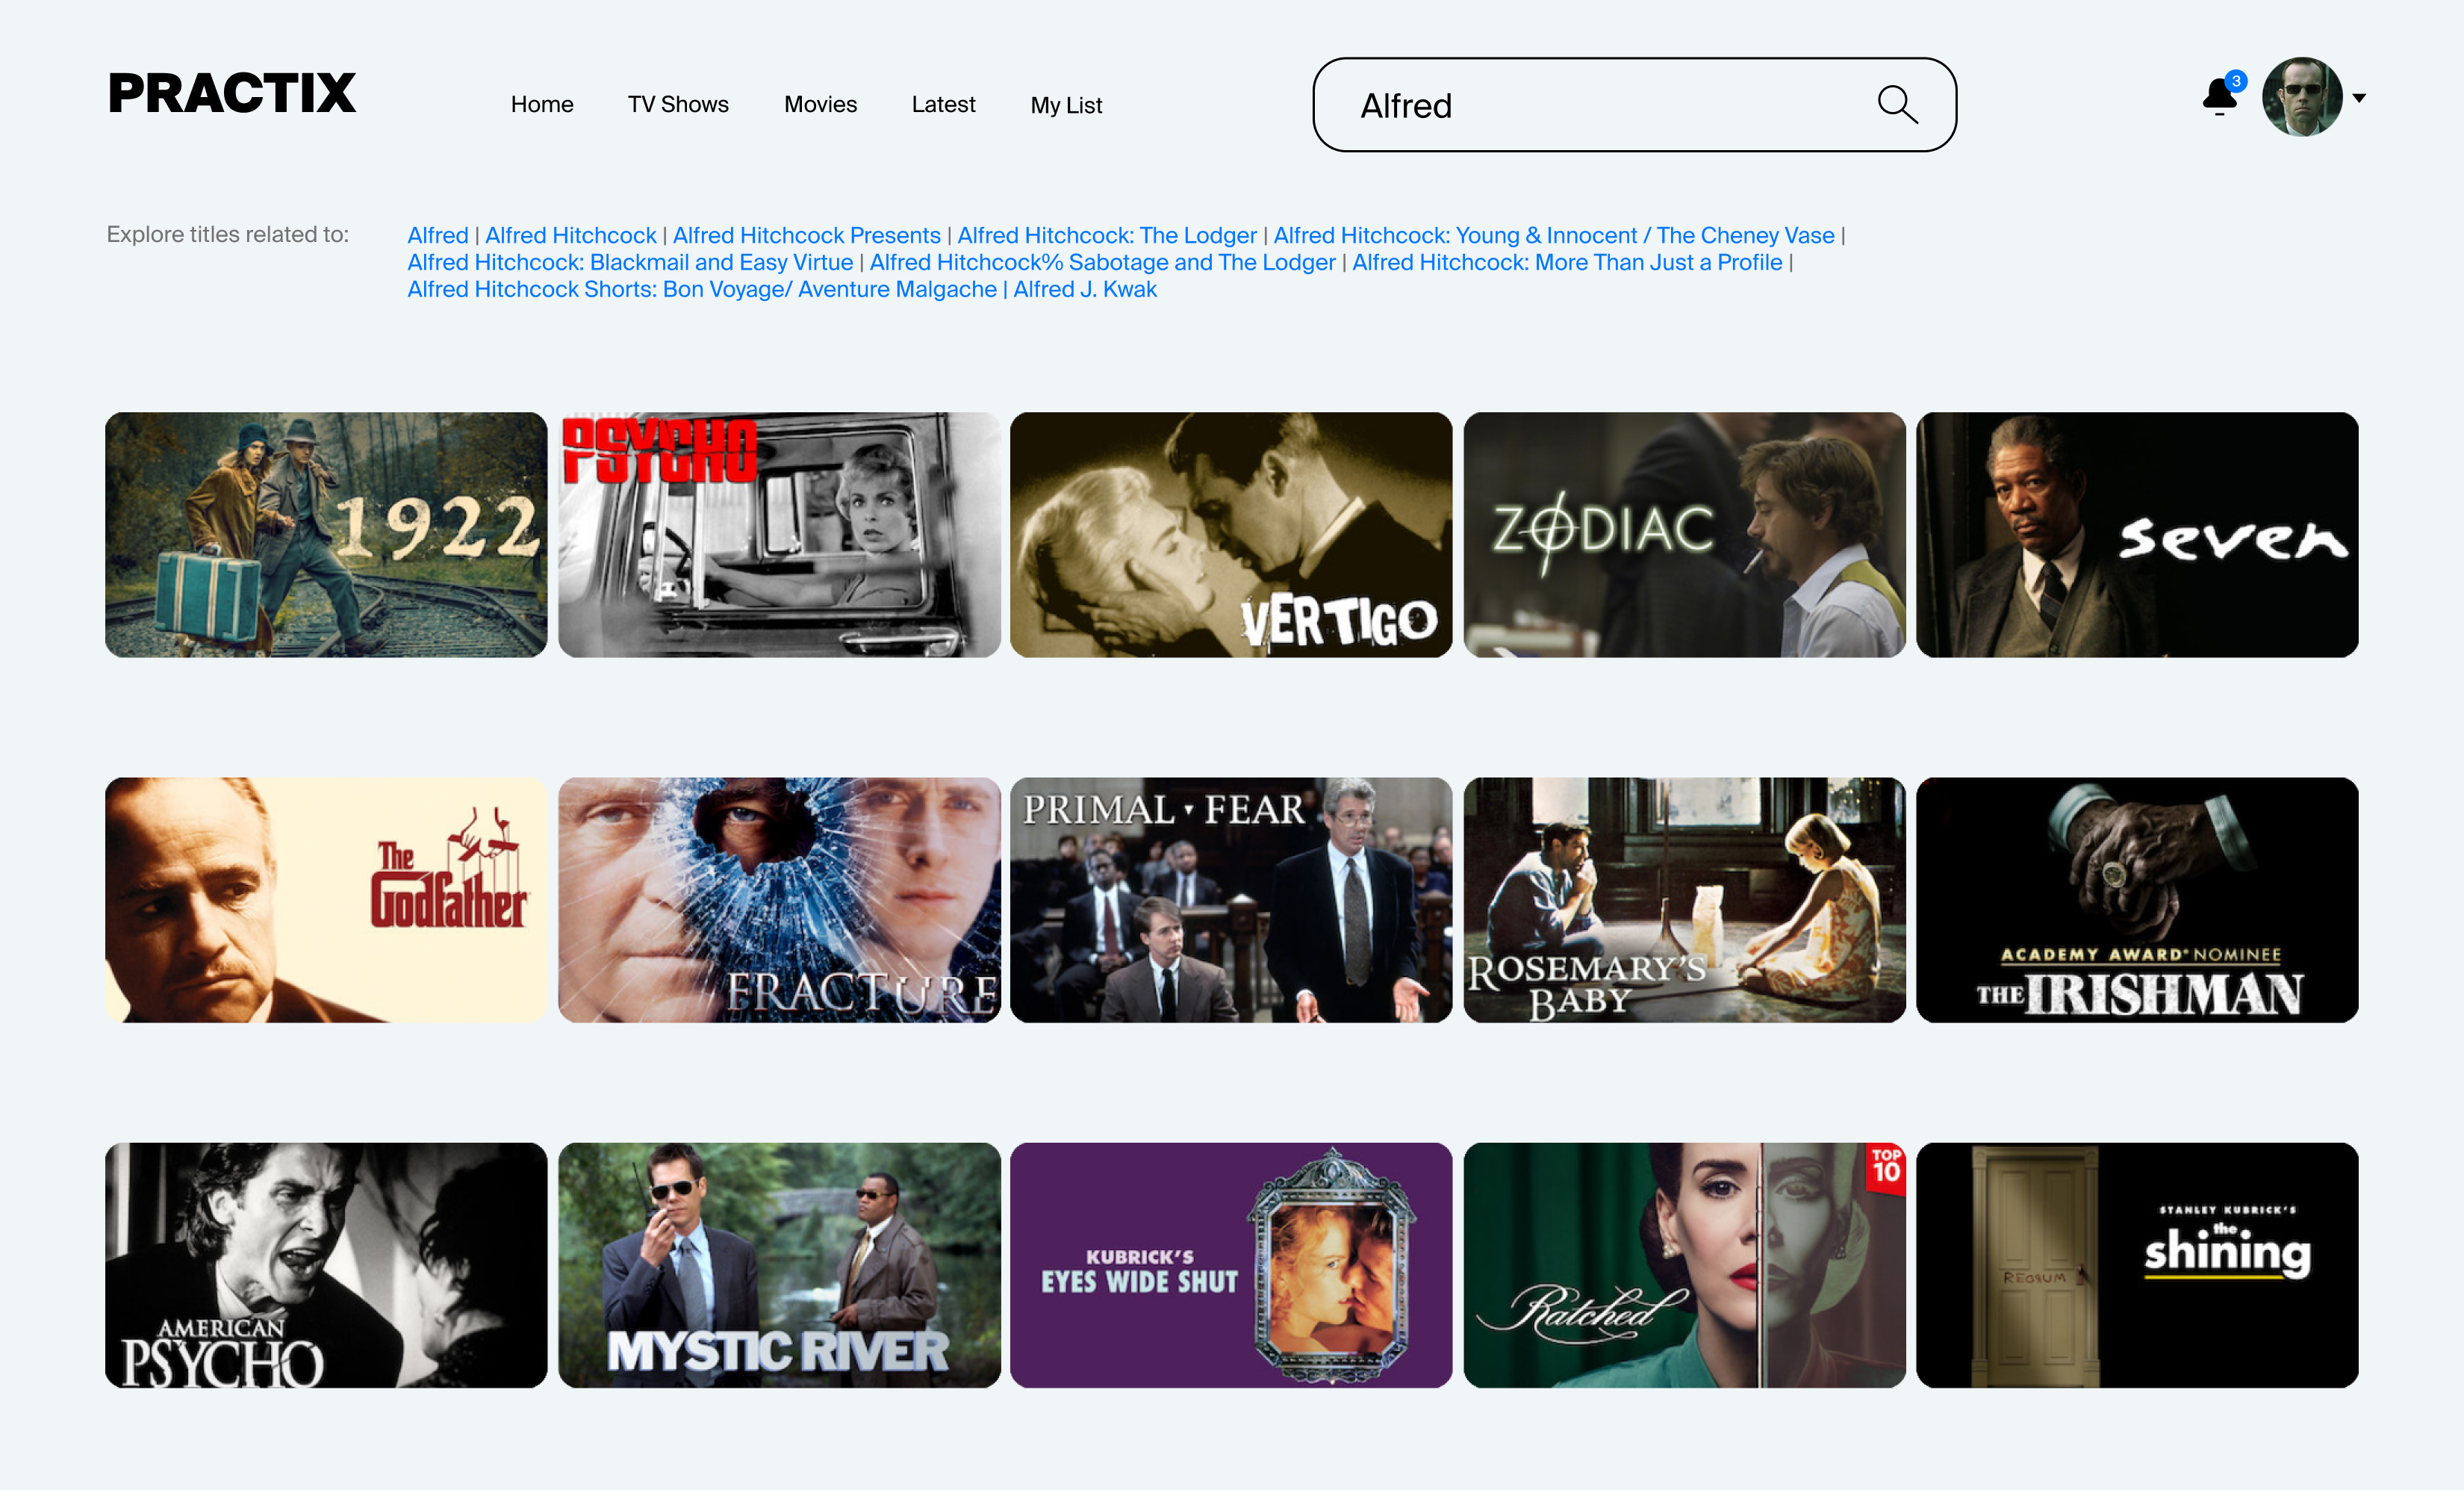 PRACTIX
Home TV Shows Movies Latest My List
Alfred
3
Explore titles related to:
Alfred | Alfred Hitchcock | Alfred Hitchcock Presents | Alfred Hitchcock: The Lodger | Alfred Hitchcock: Young & Innocent / The Cheney Vase |
Alfred Hitchcock: Blackmail and Easy Virtue | Alfred Hitchcock% Sabotage and The Lodger | Alfred Hitchcock: More Than Just a Profile |
Alfred Hitchcock Shorts: Bon Voyage/ Aventure Malgache | Alfred J. Kwak
1922
PSYCHO
VERTIGO
ZODIAC
seven
The
Godfather
FRACTURE
PRIMAL FEAR
ROSEMARY'S
BABY
ACADEMY AWARD® NOMINEE
THE IRISHMAN
AMERICAN
PSYCHO
MYSTIC RIVER
KUBRICK'S
EYES WIDE SHUT
Ratched
TOP
10
REDRUM
STANLEY KUBRICK'S
the
shining